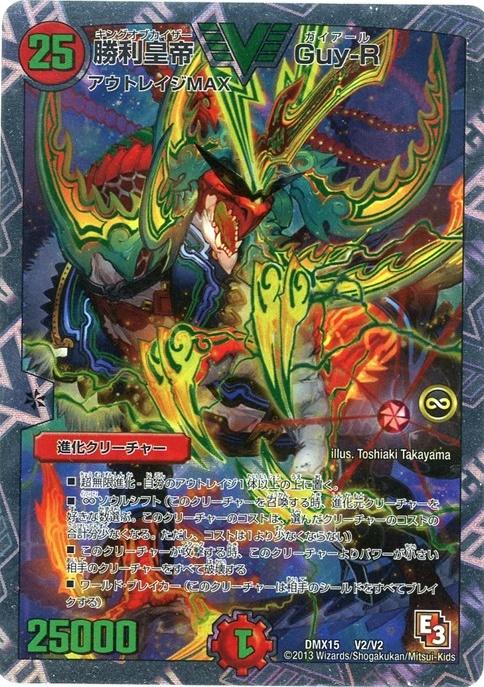 キングオブカイザー ガイアール
25 勝利皇帝 V Guy-R
アウトレイジMAX
∞
illus. Toshiaki Takayama
進化クリーチャー
■ 超無限進化-自分のアウトレイジ1体以上の上に置く。
■ ∞ソウルシフト（このクリーチャーを召喚する時、進化元クリーチャーを
好きな数選ぶ。このクリーチャーのコストは、選んだクリーチャーのコストの
合計分少なくなる。ただし、コストは1より少なくならない）
■ このクリーチャーが攻撃する時、このクリーチャーよりパワーが小さい
相手のクリーチャーをすべて破壊する
■ ワールド・ブレイカー（このクリーチャーは相手のシールドをすべてブレイ
クする）
25000
1
DMX15 V2/V2
E3
©2013 Wizards/Shogakukan/Mitsui-Kids